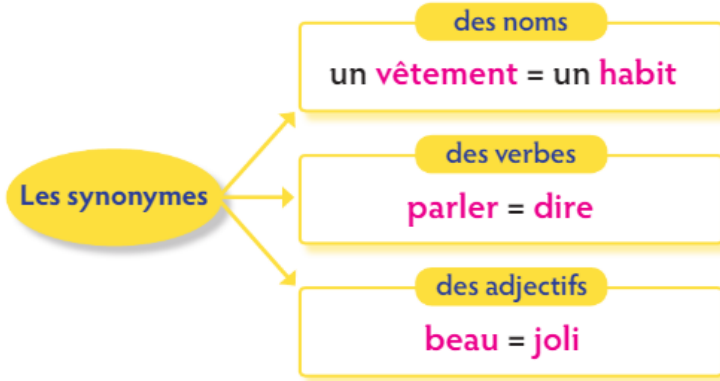 des noms
un vêtement = un habit
Les synonymes
des verbes
parler = dire
des adjectifs
beau = joli